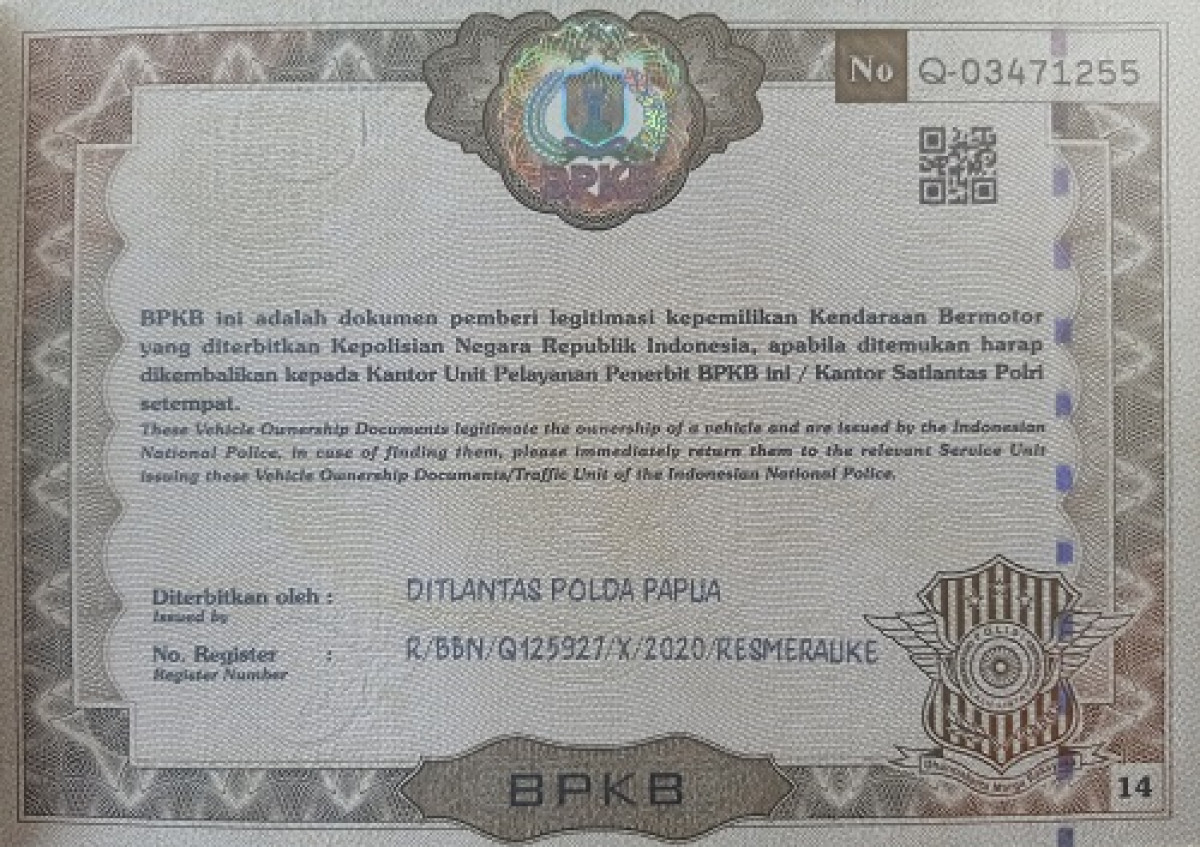 No Q-03471255
BPKB
BPKB ini adalah dokumen pemberi legitimasi kepemilikan Kendaraan Bermotor
yang diterbitkan Kepolisian Negara Republik Indonesia, apabila ditemukan harap
dikembalikan kepada Kantor Unit Pelayanan Penerbit BPKB ini / Kantor Satlantas Polri
setempat.
These Vehicle Ownership Documents legitimate the ownership of a vehicle and are issued by the Indonesian
National Police, in case of finding them, please immediately return them to the relevant Service Unit
issuing these Vehicle Ownership Documents/Traffic Unit of the Indonesian National Police.
Diterbitkan oleh : DITLANTAS POLDA PAPUA
Issued by
No. Register : R/BBN/Q125927/X/2020/RESMERAUKE
Register Number
POLISI
BPKB
14